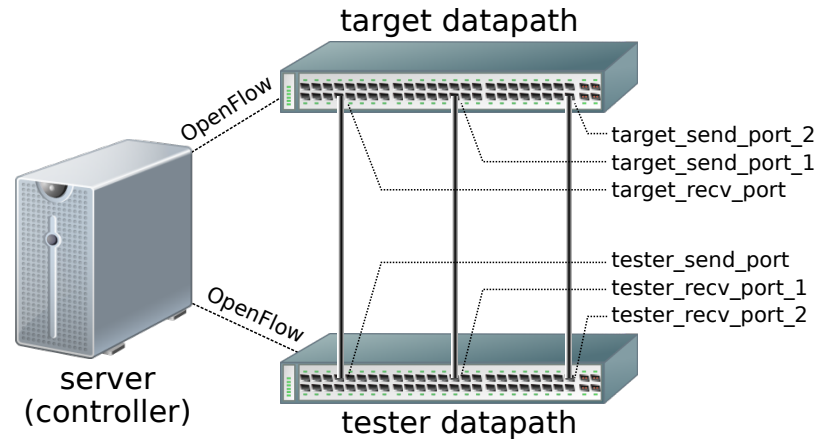 target datapath
OpenFlow
target_send_port_2
target_send_port_1
target_recv_port
tester_send_port
tester_recv_port_1
tester_recv_port_2
OpenFlow
server
(controller)
tester datapath